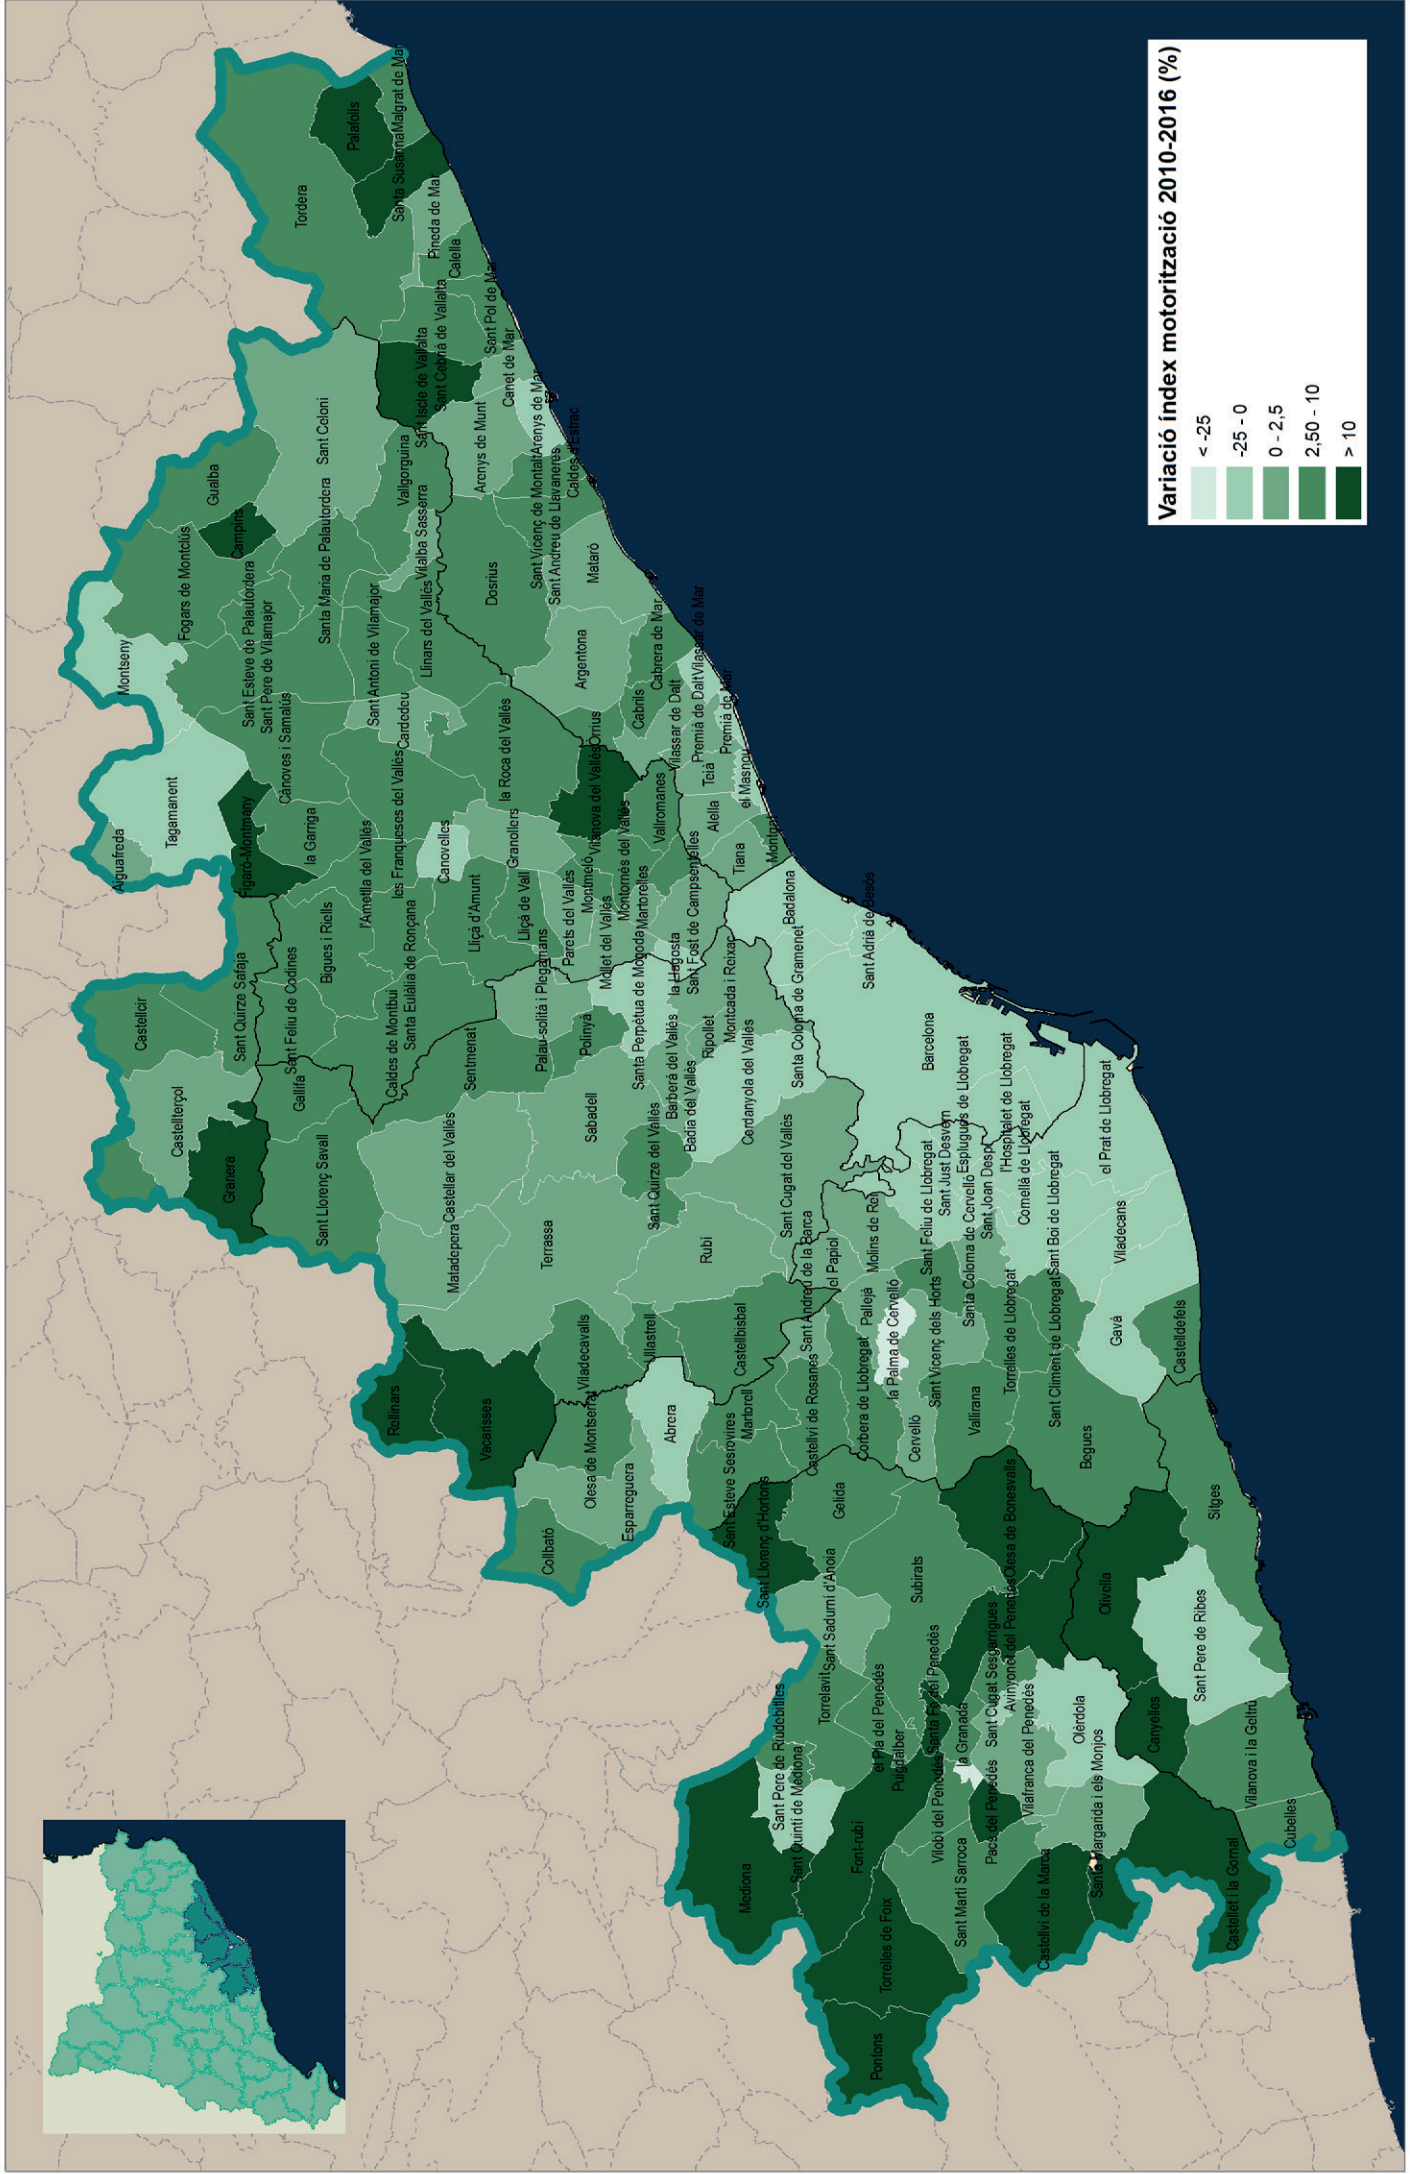 Tordera
Palafolls
Malgrat de Mar
Santa Susanna
Pineda de Mar
Calella
Sant Pol de Mar
Sant Cebrià de Vallalta
Sant Iscle de Vallalta
Canet de Mar
Arenys de Mar
Arenys de Munt
Caldes d'Estrac
Sant Vicenç de Montalt
Sant Andreu de Llavaneres
Mataró
Dosrius
Argentona
Cabrera de Mar
Cabrils
Vilassar de Mar
Vilassar de Dalt
Premià de Dalt
Premià de Mar
Teià
el Masnou
Alella
Tiana
Montgat
Òrrius
Sant Celoni
Gualba
Campins
Fogars de Montclús
Montseny
Tagamanent
Aiguafreda
Figaró-Montmany
Sant Esteve de Palautordera
Sant Pere de Vilamajor
Santa Maria de Palautordera
Vallgorguina
Vilalba Sasserra
Llinars del Vallès
Sant Antoni de Vilamajor
Cardedeu
Cànoves i Samalús
la Garriga
la Roca del Vallès
les Franqueses del Vallès
l'Ametlla del Vallès
Canovelles
Granollers
Vilanova del Vallès
Vallromanes
Montornès del Vallès
Montmeló
Martorelles
Parets del Vallès
Mollet del Vallès
Lliçà de Vall
Lliçà d'Amunt
Bigues i Riells
Santa Eulàlia de Ronçana
Caldes de Montbui
Sant Feliu de Codines
Sant Quirze Safaja
Castellcir
Castellterçol
Granera
Gallifa
Sant Llorenç Savall
Sentmenat
Palau-solità i Plegamans
Polinyà
Santa Perpètua de Mogoda
la Llagosta
Sant Fost de Campsentelles
Montcada i Reixac
Ripollet
Barberà del Vallès
Badia del Vallès
Cerdanyola del Vallès
Sabadell
Sant Quirze del Vallès
Castellar del Vallès
Matadepera
Terrassa
Rubí
Sant Cugat del Vallès
Badalona
Santa Coloma de Gramenet
Sant Adrià de Besòs
Barcelona
l'Hospitalet de Llobregat
Esplugues de Llobregat
Sant Just Desvern
Sant Feliu de Llobregat
Santa Coloma de Cervelló
Sant Joan Despí
Cornellà de Llobregat
Sant Boi de Llobregat
el Prat de Llobregat
Viladecans
Gavà
Castelldefels
Molins de Rei
el Papiol
Sant Andreu de la Barca
Pallejà
la Palma de Cervelló
Sant Vicenç dels Horts
Torrelles de Llobregat
Sant Climent de Llobregat
Corbera de Llobregat
Cervelló
Vallirana
Begues
Castellví de Rosanes
Martorell
Sant Esteve Sesrovires
Castellbisbal
Ullastrell
Viladecavalls
Rellinars
Vacarisses
Olesa de Montserrat
Esparreguera
Abrera
Collbató
Sant Llorenç d'Hortons
Gelida
Sant Sadurní d'Anoia
Subirats
Olesa de Bonesvalls
Avinyonet del Penedès
Sant Cugat Sesgarrigues
Olivella
Sitges
Sant Pere de Ribes
Canyelles
Vilanova i la Geltrú
Cubelles
Castellet i la Gornal
Olèrdola
Santa Margarida i els Monjos
Vilafranca del Penedès
la Granada
Santa Fe del Penedès
el Pla del Penedès
Puigdàlber
Torrelavit
Sant Pere de Riudebitlles
Sant Quintí de Mediona
Mediona
Font-rubí
Vilobí del Penedès
Pacs del Penedès
Sant Martí Sarroca
Castellví de la Marca
Torrelles de Foix
Pontons
Variació índex motorització 2010-2016 (%)
< -25
-25 - 0
0 - 2,5
2,50 - 10
> 10